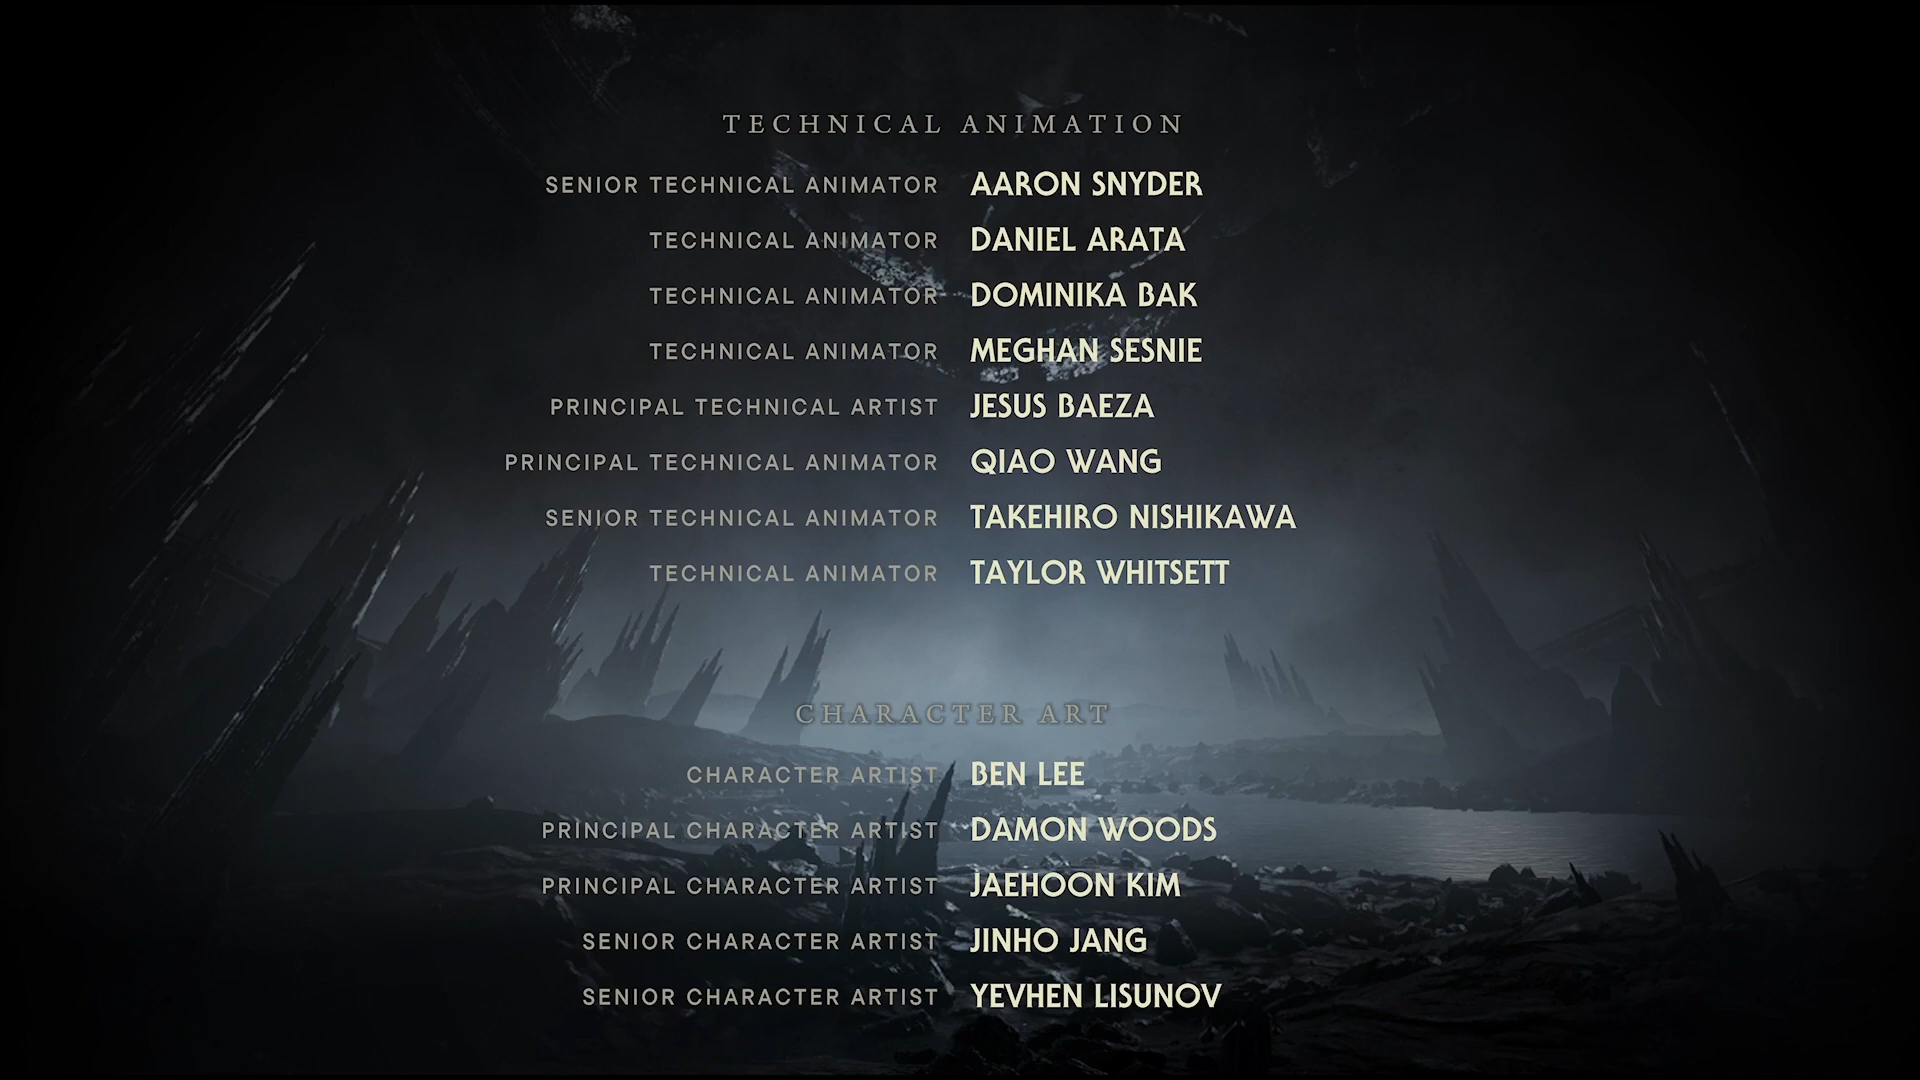 TECHNICAL ANIMATION
SENIOR TECHNICAL ANIMATOR AARON SNYDER
TECHNICAL ANIMATOR DANIEL ARATA
TECHNICAL ANIMATOR DOMINIKA BAK
TECHNICAL ANIMATOR MEGHAN SESNIE
PRINCIPAL TECHNICAL ARTIST JESUS BAEZA
PRINCIPAL TECHNICAL ANIMATOR QIAO WANG
SENIOR TECHNICAL ANIMATOR TAKEHIRO NISHIKAWA
TECHNICAL ANIMATOR TAYLOR WHITSETT
CHARACTER ART
CHARACTER ARTIST BEN LEE
PRINCIPAL CHARACTER ARTIST DAMON WOODS
PRINCIPAL CHARACTER ARTIST JAEHOON KIM
SENIOR CHARACTER ARTIST JINHO JANG
SENIOR CHARACTER ARTIST YEVHEN LISUNOV